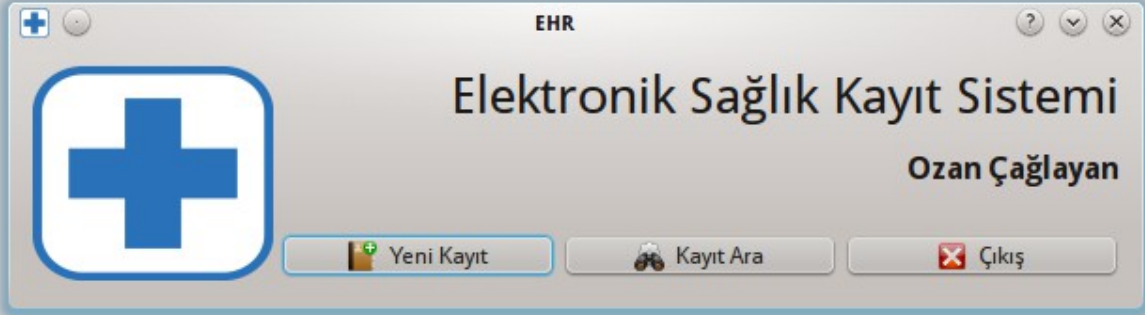 EHR
Elektronik Sağlık Kayıt Sistemi
Ozan Çağlayan
Yeni Kayıt Kayıt Ara Çıkış